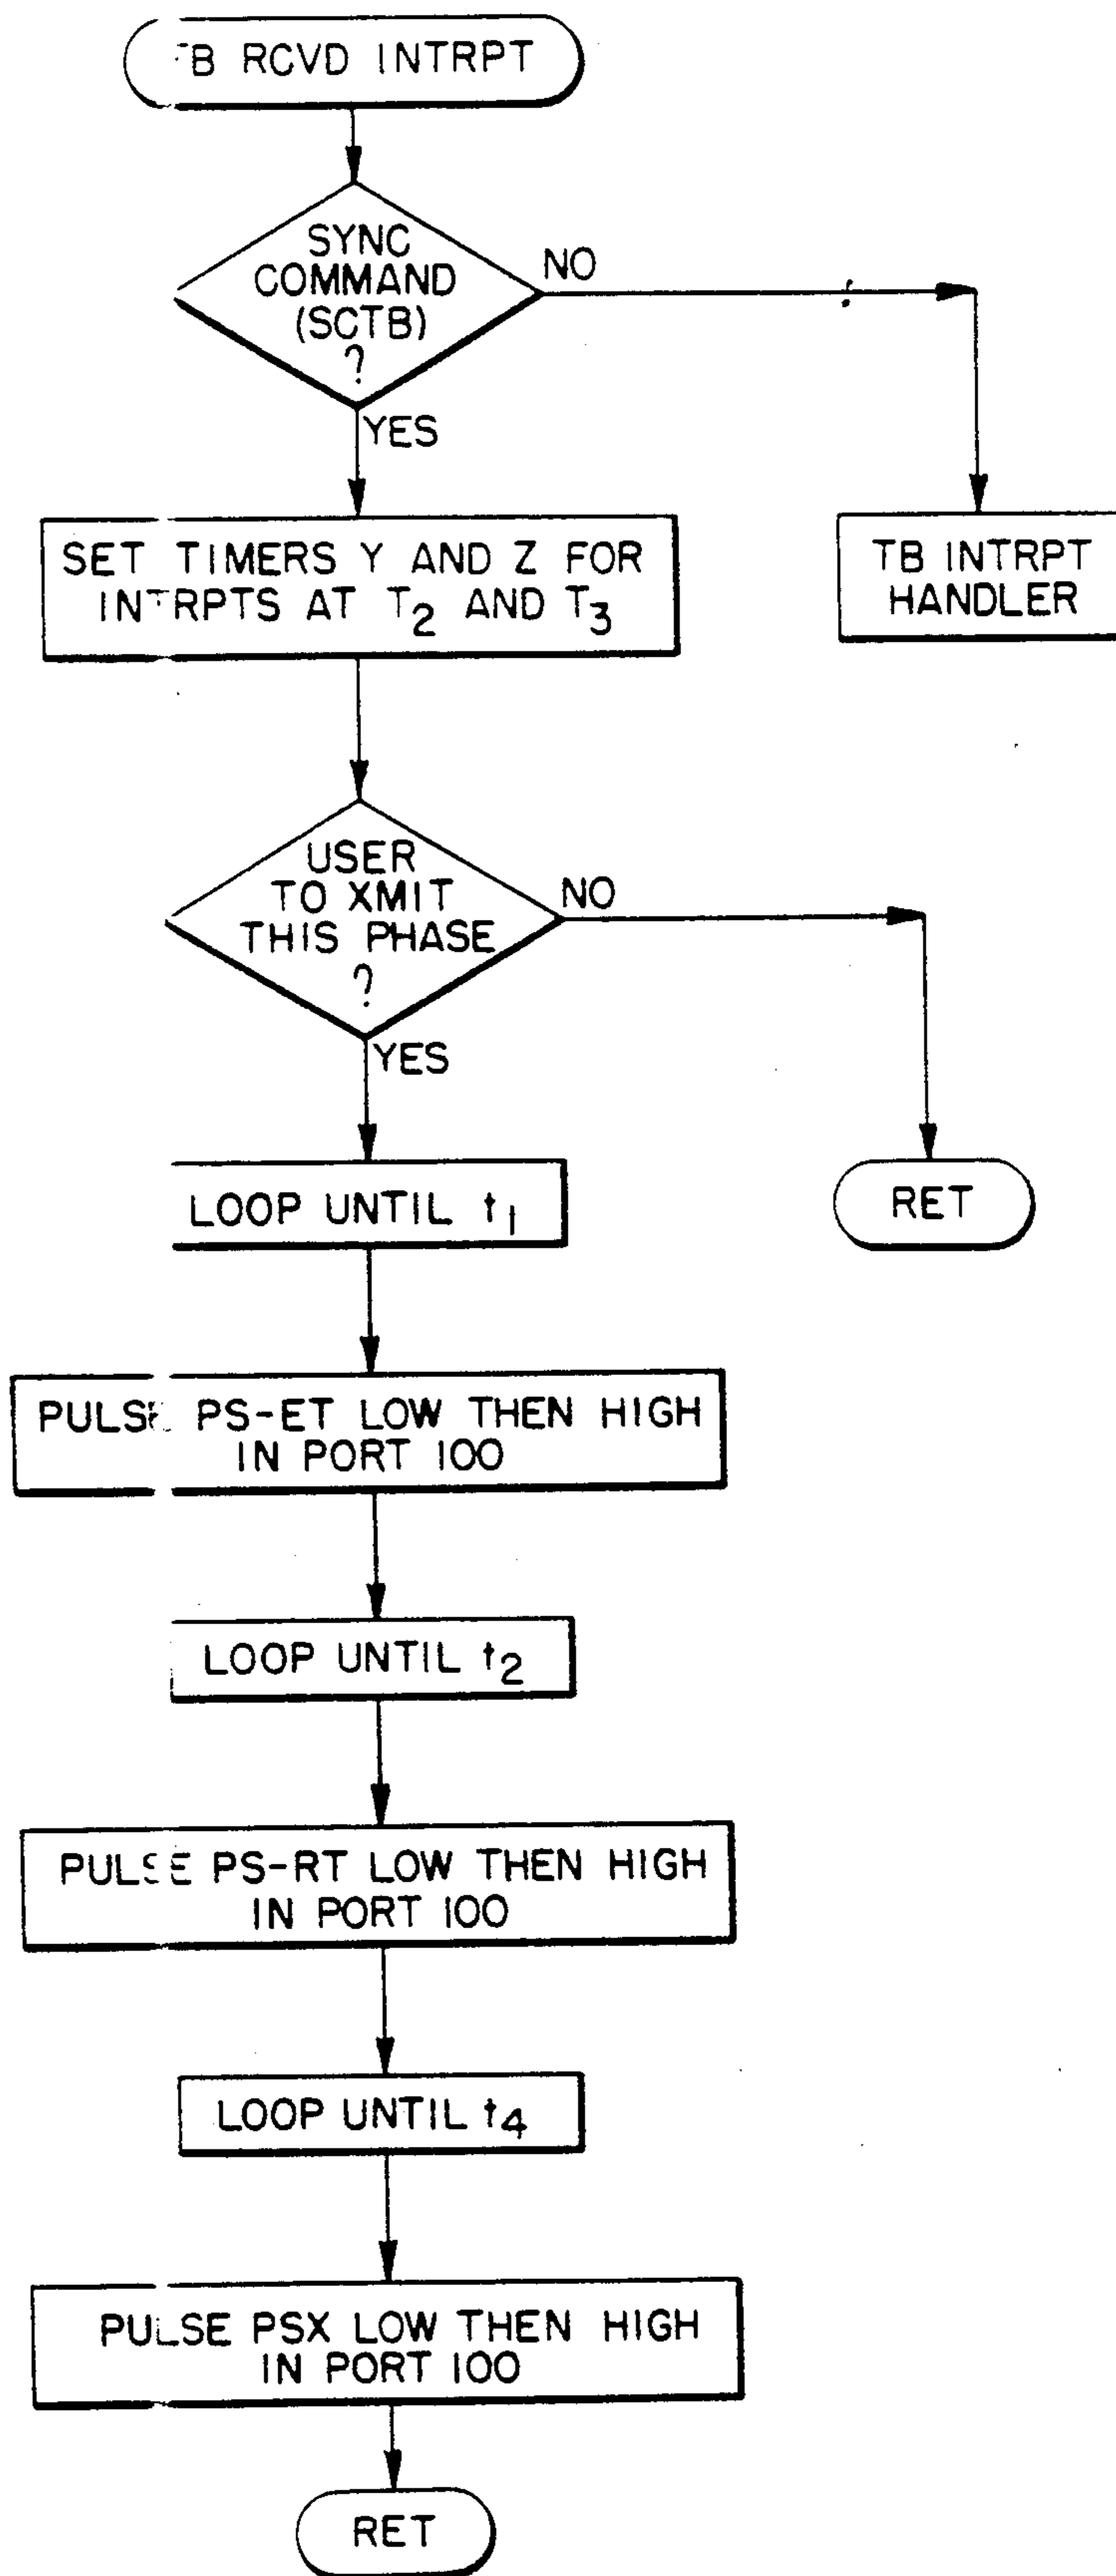 TB RCVD INTRPT
SYNC
COMMAND
(SCTB)
?
NO
YES
SET TIMERS Y AND Z FOR
INTRPTS AT T2 AND T3
TB INTRPT
HANDLER
USER
TO XMIT
THIS PHASE
?
NO
YES
LOOP UNTIL t1
RET
PULSE PS-ET LOW THEN HIGH
IN PORT 100
LOOP UNTIL t2
PULSE PS-RT LOW THEN HIGH
IN PORT 100
LOOP UNTIL t4
PULSE PSX LOW THEN HIGH
IN PORT 100
RET